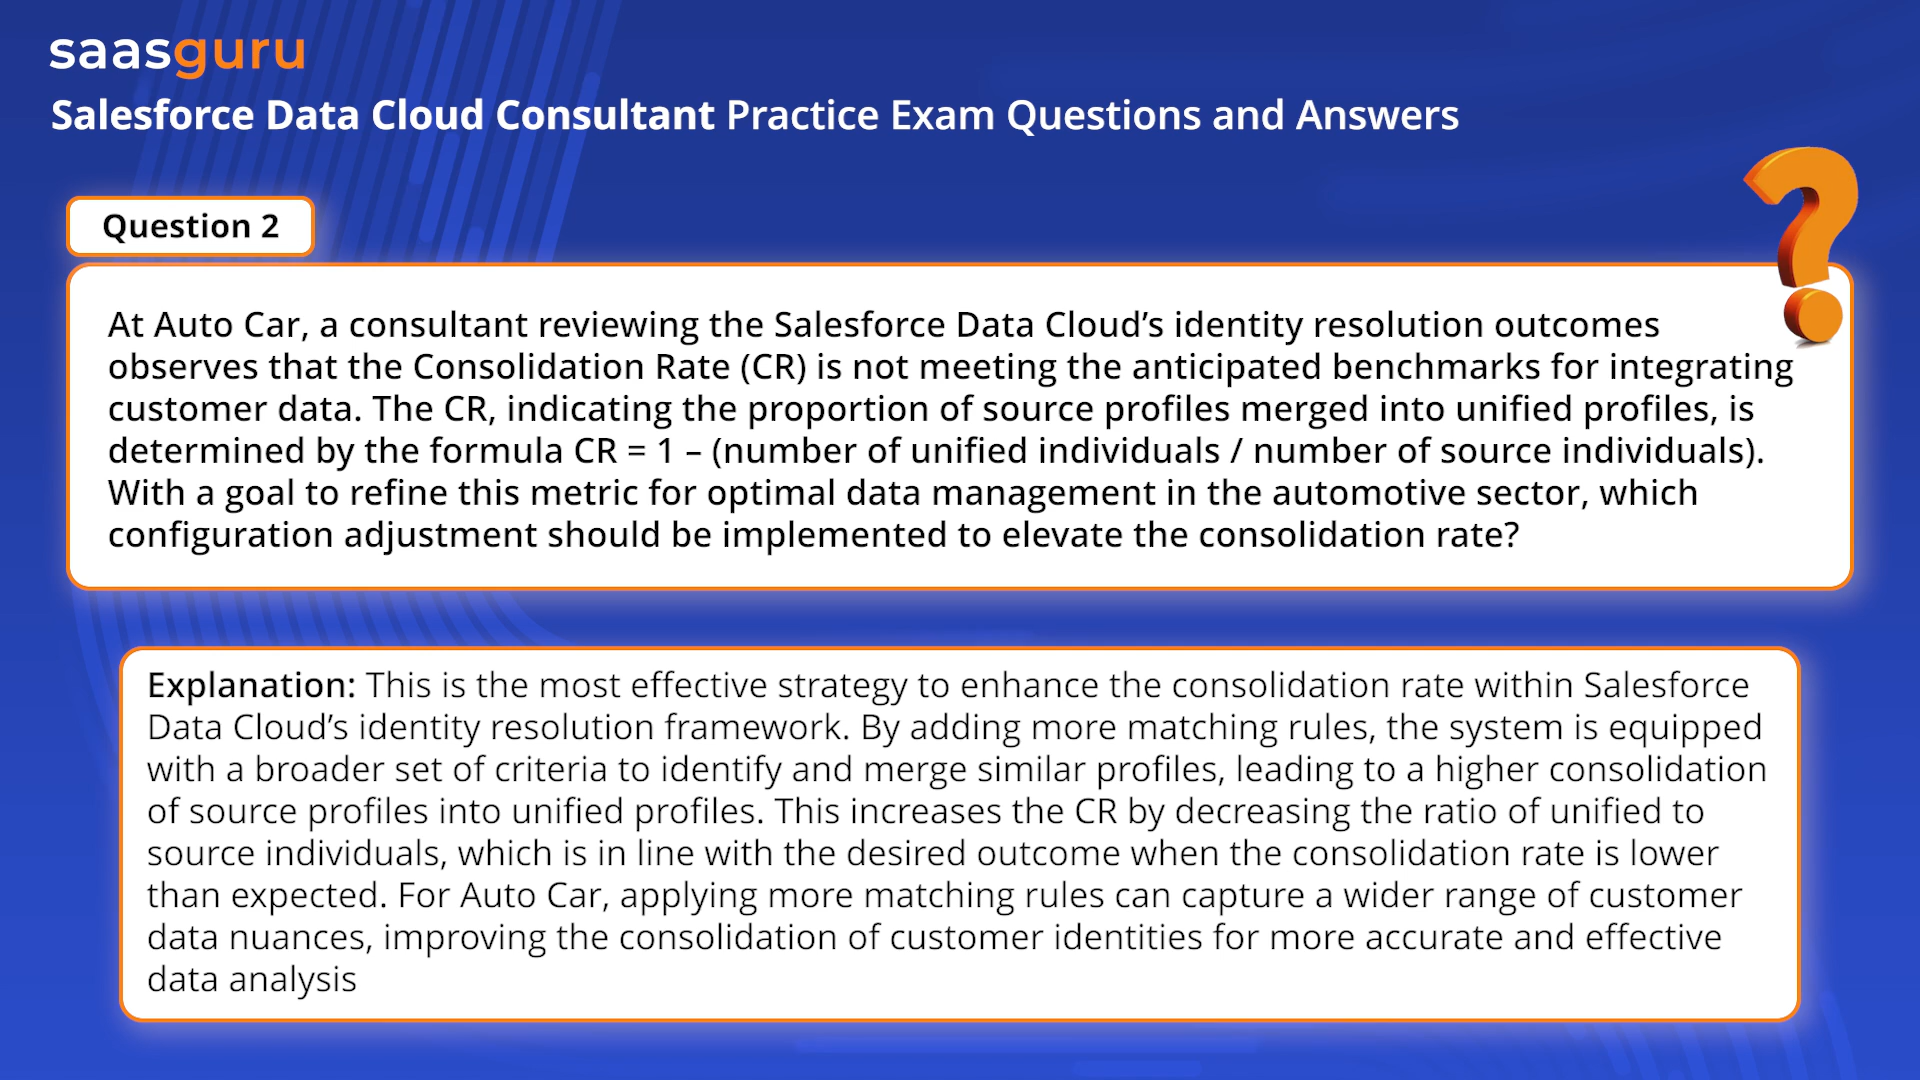 saasguru
Salesforce Data Cloud Consultant Practice Exam Questions and Answers
Question 2
At Auto Car, a consultant reviewing the Salesforce Data Cloud’s identity resolution outcomes
observes that the Consolidation Rate (CR) is not meeting the anticipated benchmarks for integrating
customer data. The CR, indicating the proportion of source profiles merged into unified profiles, is
determined by the formula CR = 1 – (number of unified individuals / number of source individuals).
With a goal to refine this metric for optimal data management in the automotive sector, which
configuration adjustment should be implemented to elevate the consolidation rate?
Explanation: This is the most effective strategy to enhance the consolidation rate within Salesforce
Data Cloud’s identity resolution framework. By adding more matching rules, the system is equipped
with a broader set of criteria to identify and merge similar profiles, leading to a higher consolidation
of source profiles into unified profiles. This increases the CR by decreasing the ratio of unified to
source individuals, which is in line with the desired outcome when the consolidation rate is lower
than expected. For Auto Car, applying more matching rules can capture a wider range of customer
data nuances, improving the consolidation of customer identities for more accurate and effective
data analysis